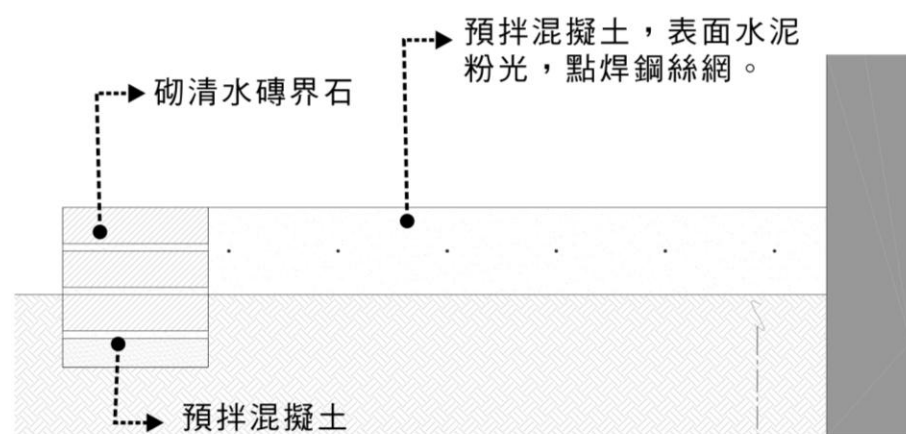 預拌混擬土，表面水泥
粉光，點焊鋼絲網。
砌清水磚界石
預拌混擬土